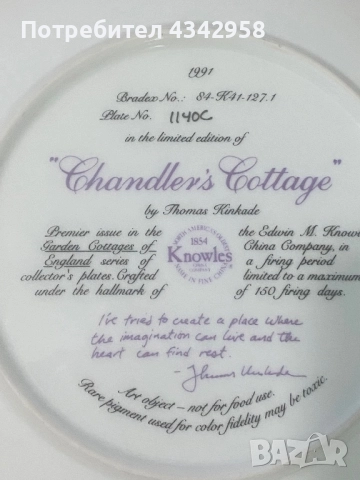 Потребител 4342958
1991
Bradex No.: 84-K41-127.1
Plate No. 1140C
in the limited edition of
"Chandler's Cottage"
by Thomas Kinkade
Premier issue in the
Garden Cottages of
England series of
collector's plates. Crafted
under the hallmark of
1854
Knowles
the Edwin M. Knowles
China Company, in
a firing period
limited to a maximum
of 150 firing days.
I've tried to create a place where
the imagination can live and the
heart can find rest.
- Thomas Kinkade
Art object – not for food use.
Rare pigment used for color fidelity may be toxic.
BAZAR
bg